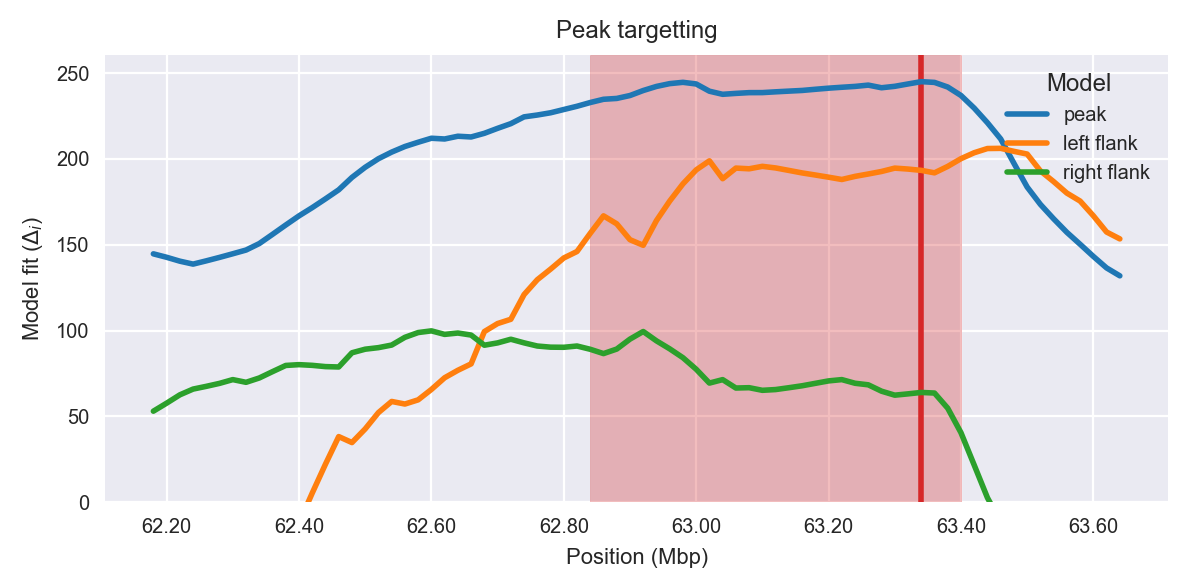 Peak targetting
Model fit (Δi)
250
200
150
100
50
0
Model
peak
left flank
right flank
62.20 62.40 62.60 62.80 63.00 63.20 63.40 63.60
Position (Mbp)